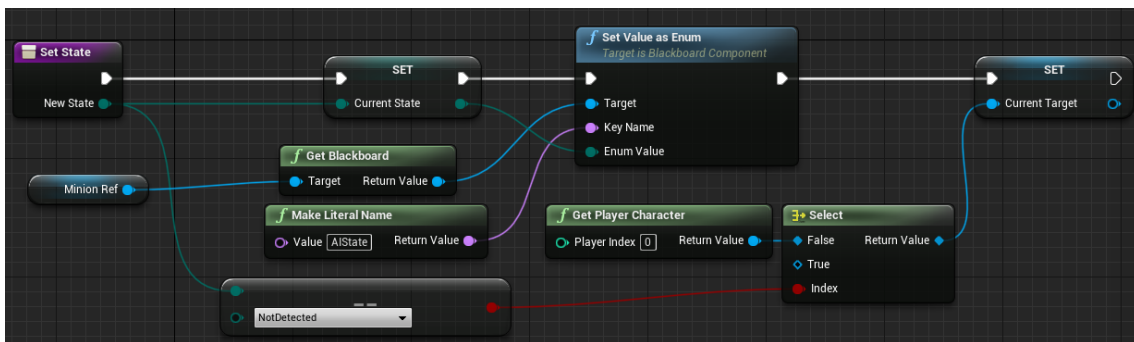 Set State
New State
SET
Current State
Set Value as Enum
Target is Blackboard Component
Target
Key Name
Enum Value
SET
Current Target
Minion Ref
Get Blackboard
Target Return Value
Make Literal Name
Value AIState Return Value
Get Player Character
Player Index 0 Return Value
Select
False Return Value
True
Index
==
NotDetected